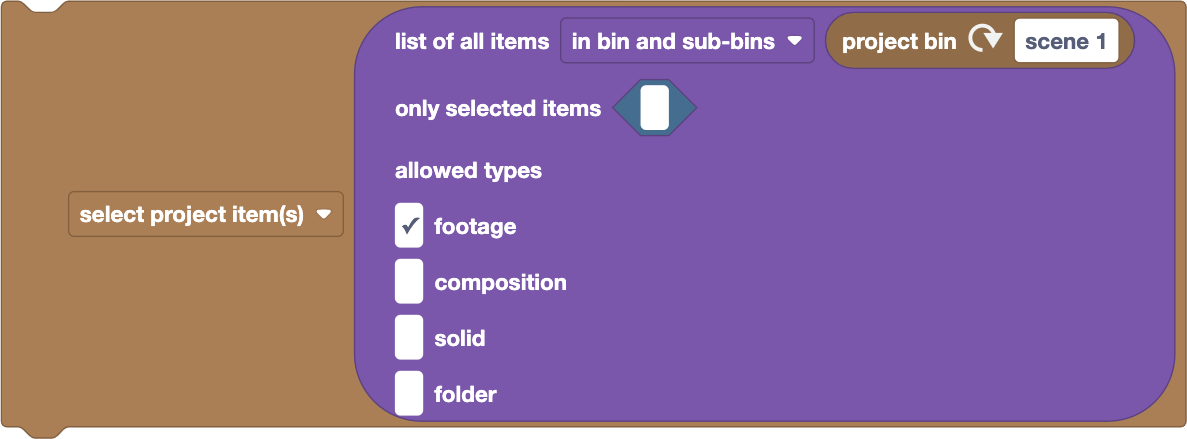 list of all items in bin and sub-bins project bin scene 1
only selected items
allowed types
select project item(s)
footage
composition
solid
folder